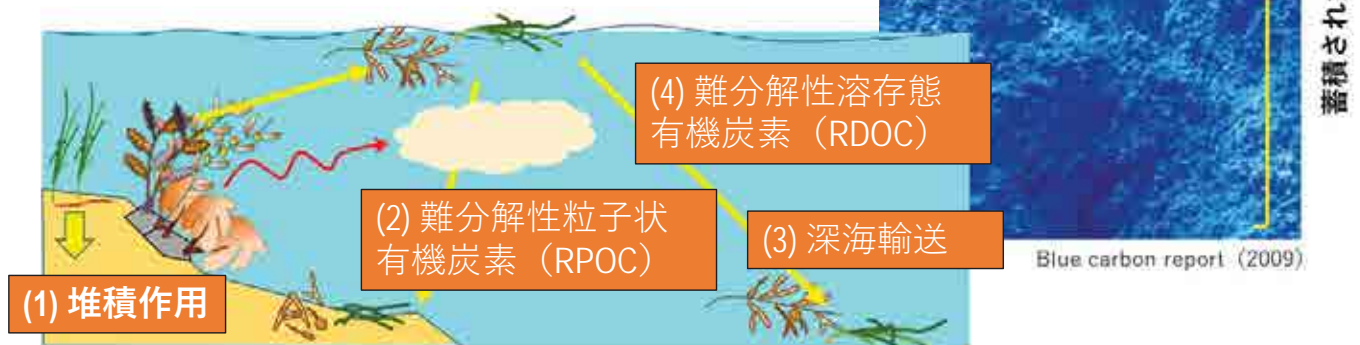 (4) 難分解性溶存態
有機炭素（RDOC）
(2) 難分解性粒子状
有機炭素（RPOC）
(3) 深海輸送
(1) 堆積作用
蓄積され
Blue carbon report（2009）